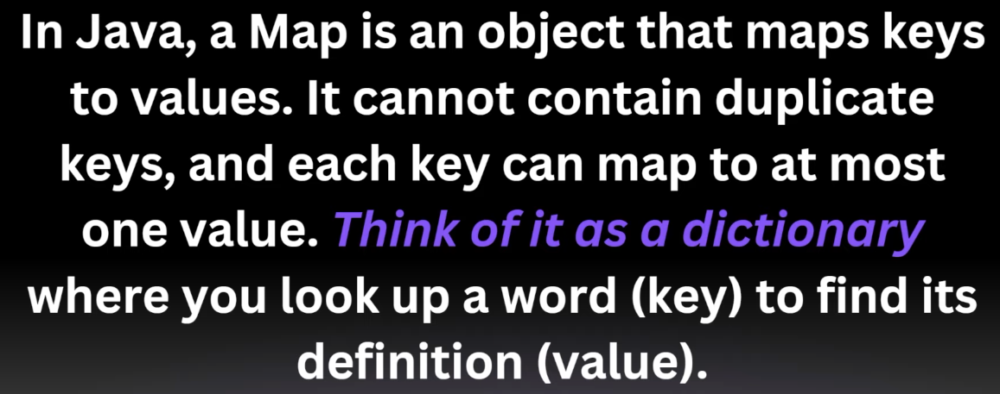 In Java, a Map is an object that maps keys
to values. It cannot contain duplicate
keys, and each key can map to at most
one value. Think of it as a dictionary
where you look up a word (key) to find its
definition (value).